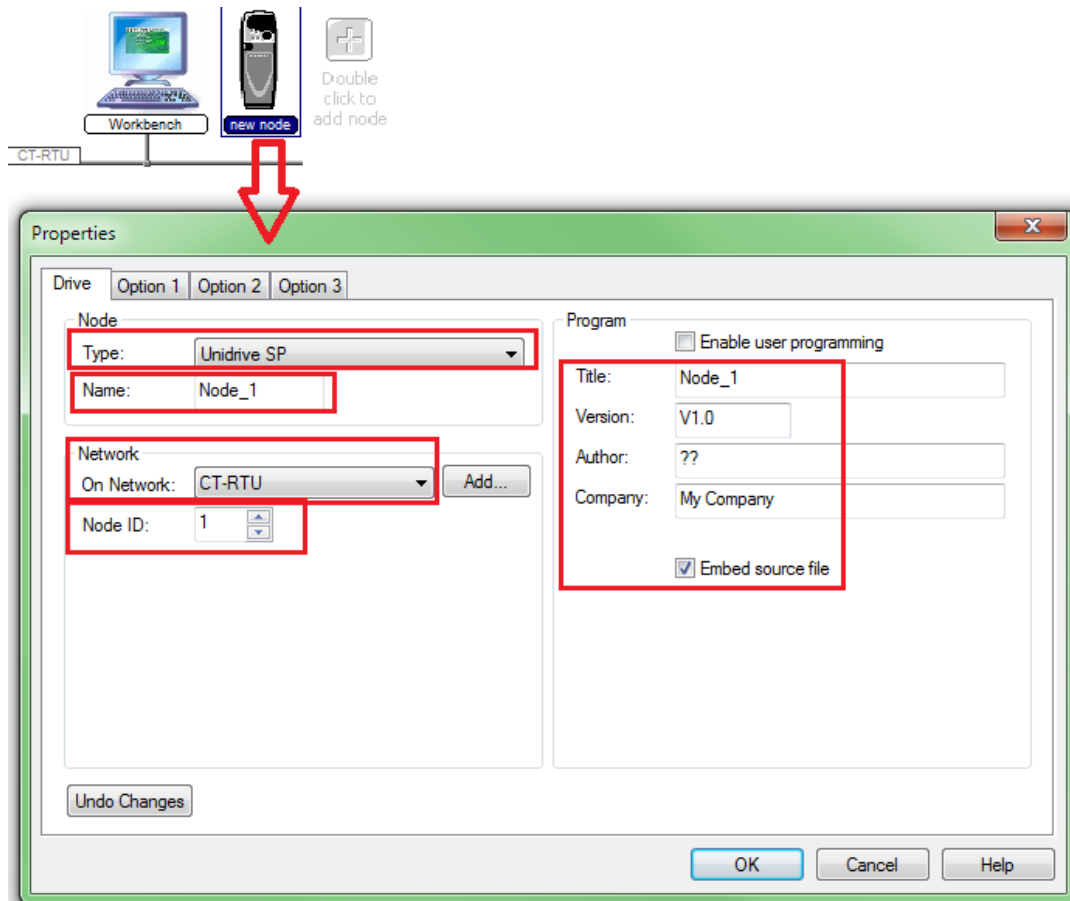 Double
click to
add node
Workbench
new node
CT-RTU
Properties
Drive
Option 1
Option 2
Option 3
Node
Type:
Unidrive SP
Name:
Node_1
Network
On Network:
CT-RTU
Add...
Node ID:
1
Program
Enable user programming
Title:
Node_1
Version:
V1.0
Author:
??
Company:
My Company
Embed source file
Undo Changes
OK
Cancel
Help